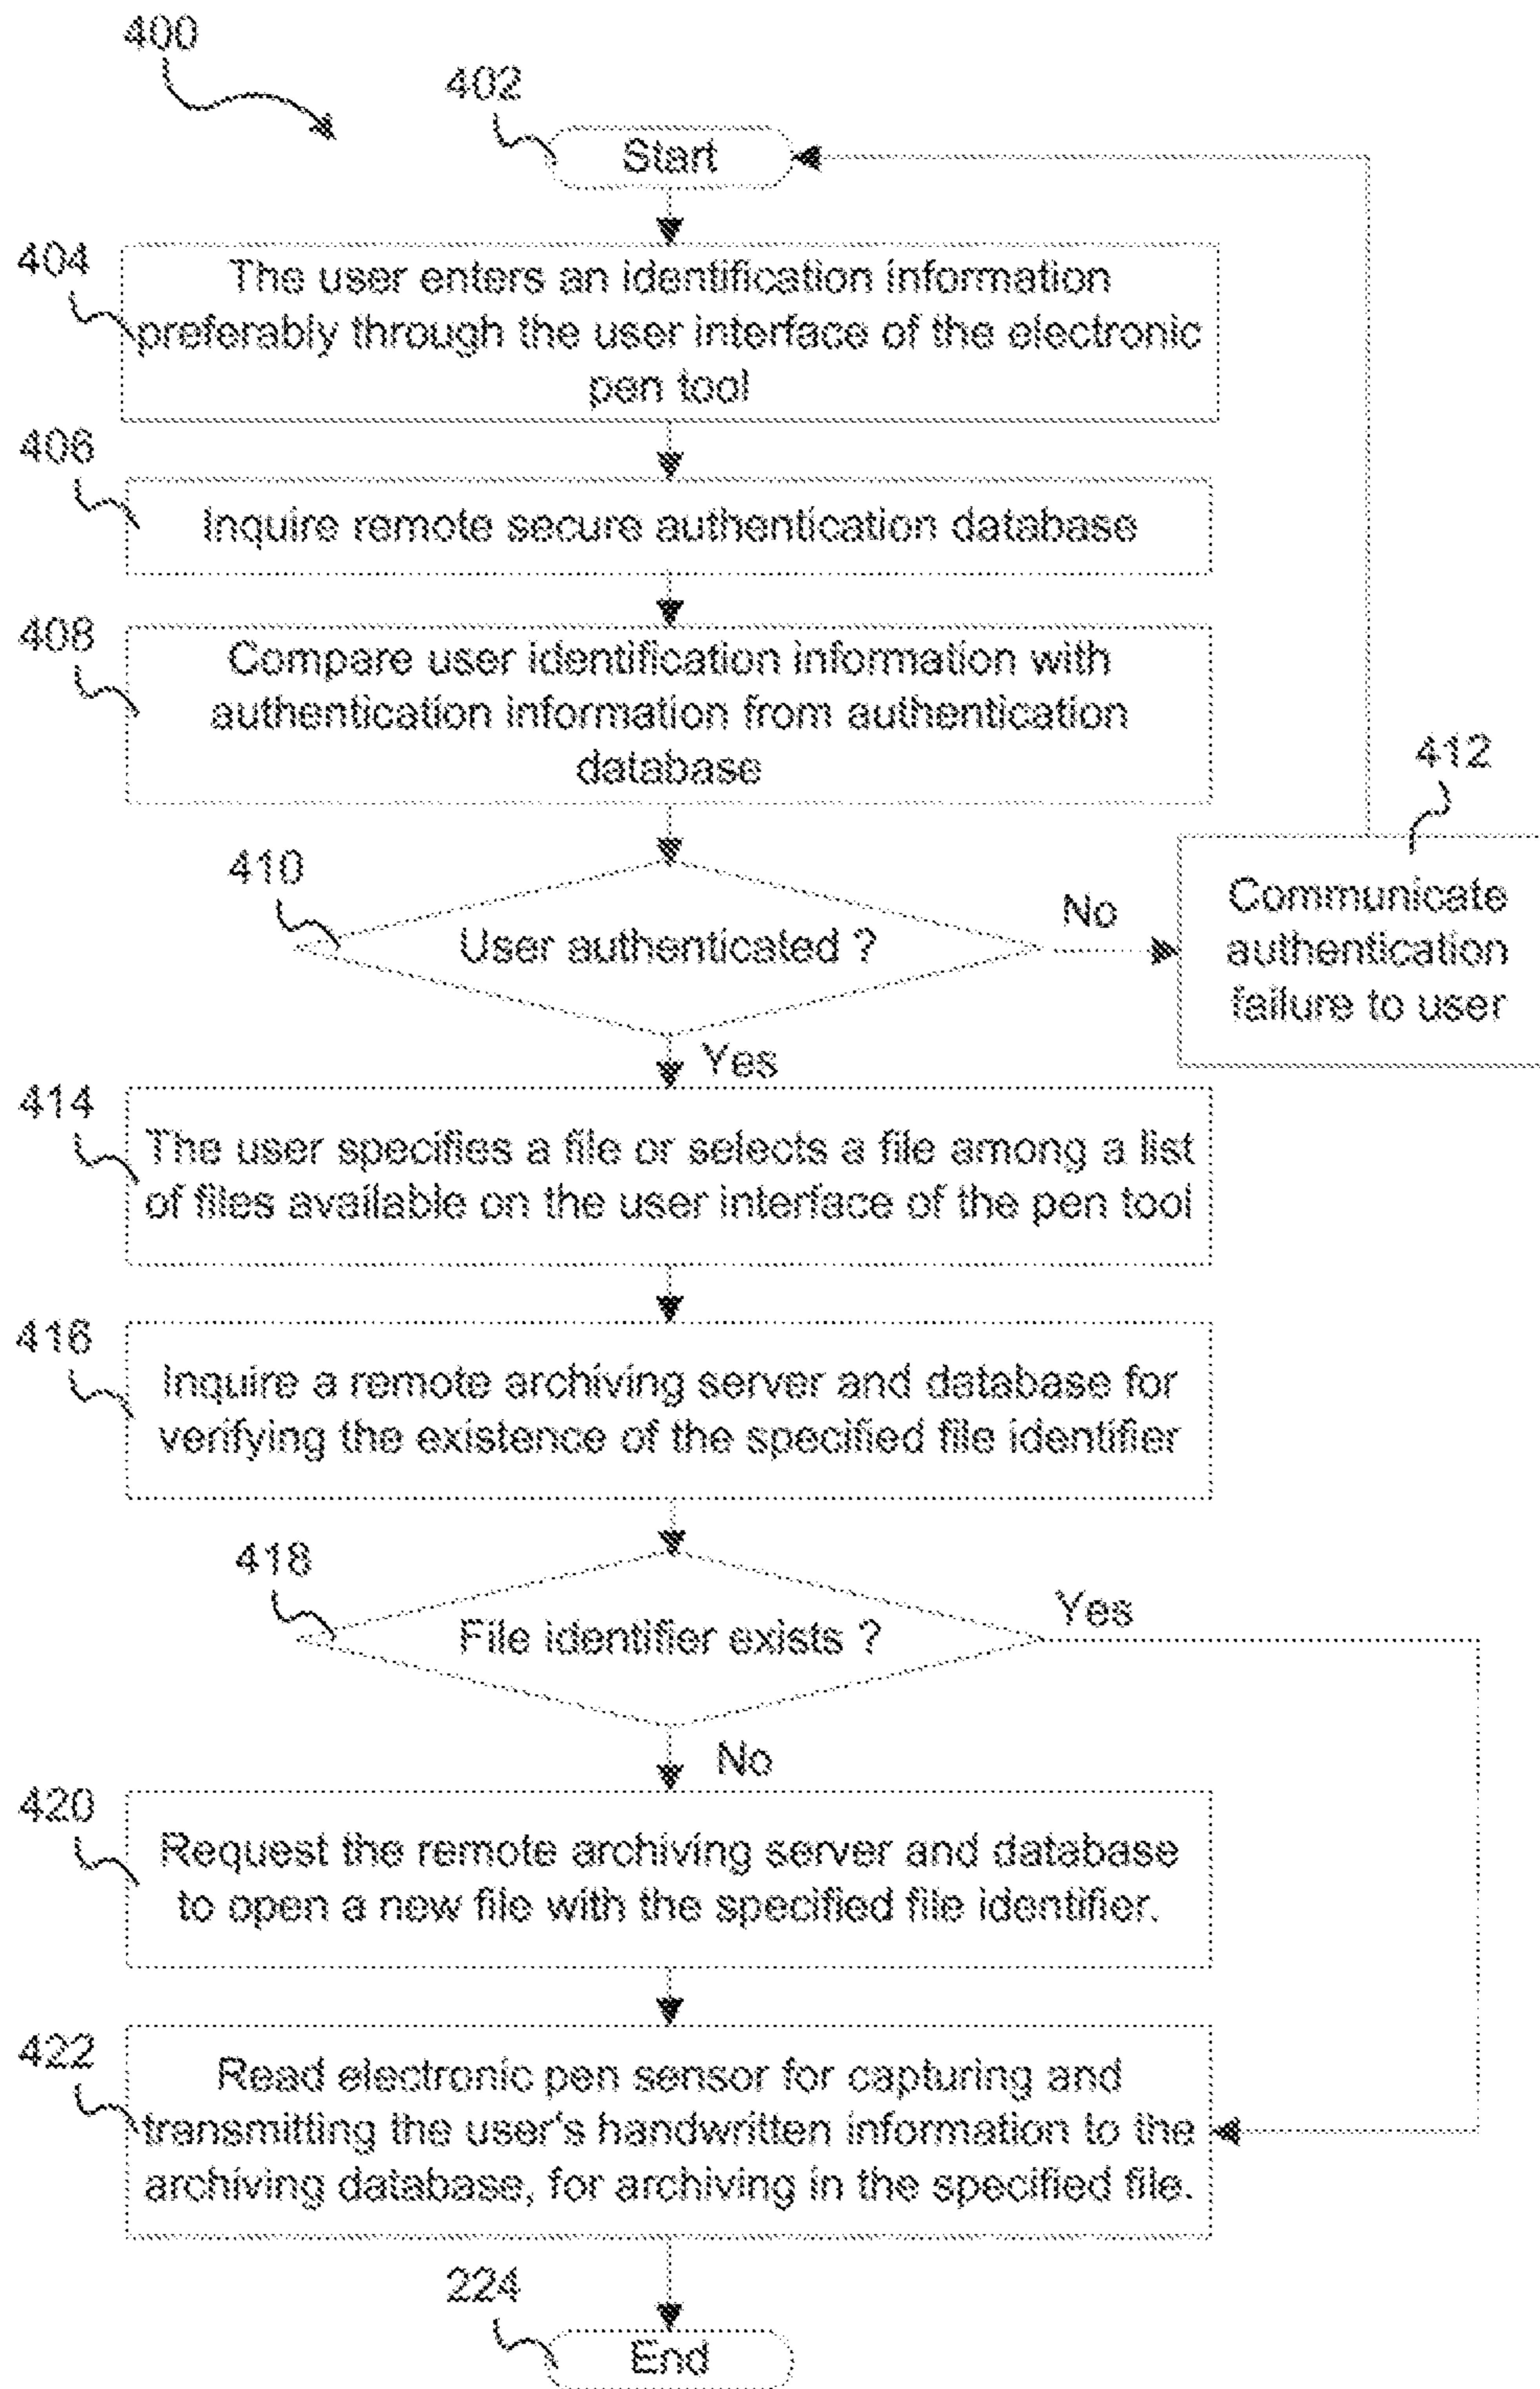 400
402
Start
404
The user enters an identification information
preferably through the user interface of the electronic
pen tool
406
Inquire remote secure authentication database
408
Compare user identification information with
authentication information from authentication
database
412
Communicate
authentication
failure to user
410
User authenticated ?
No
Yes
414
The user specifies a file or selects a file among a list
of files available on the user interface of the pen tool
416
Inquire a remote archiving server and database for
verifying the existence of the specified file identifier
418
File identifier exists ?
Yes
No
420
Request the remote archiving server and database
to open a new file with the specified file identifier.
422
Read electronic pen sensor for capturing and
transmitting the user's handwritten information to the
archiving database, for archiving in the specified file.
224
End